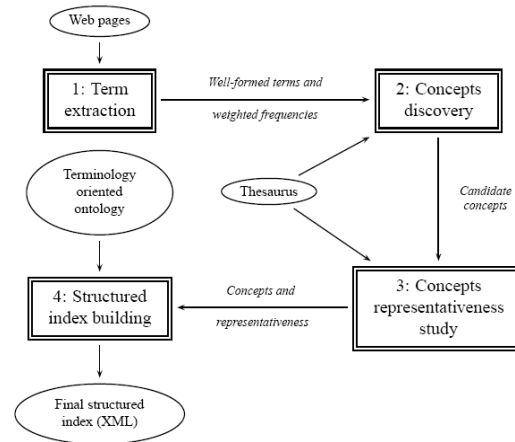 Web pages
1: Term
extraction
Well-formed terms and
weighted frequencies
2: Concepts
discovery
Terminology
oriented
ontology
Thesaurus
Candidate
concepts
4: Structured
index building
Concepts and
representativeness
3: Concepts
representativeness
study
Final structured
index (XML)